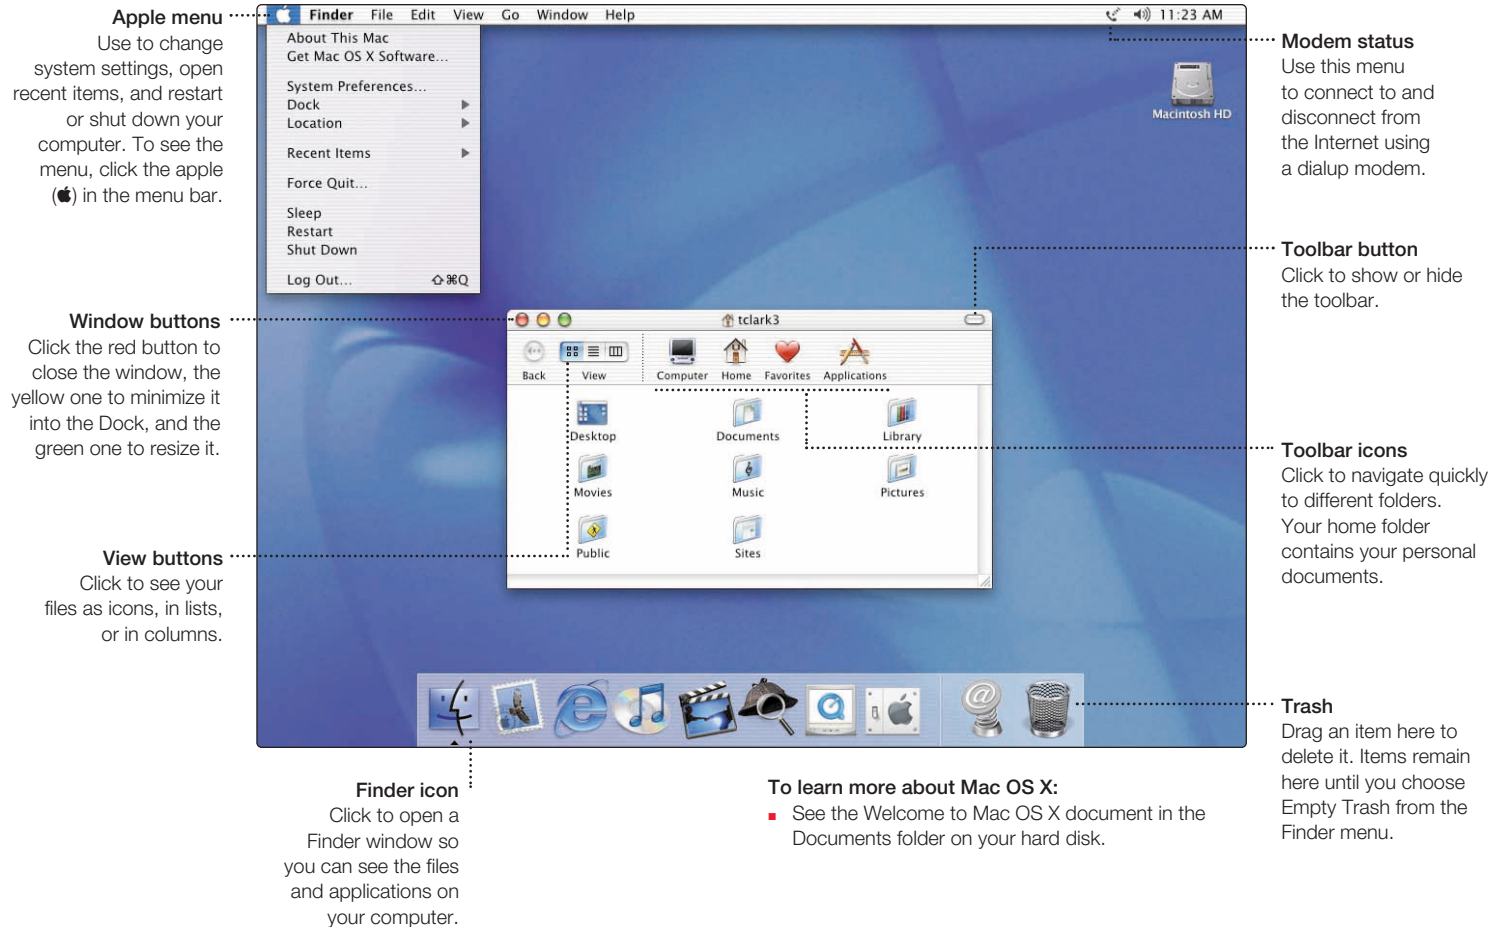 Apple menu
Use to change
system settings, open
recent items, and restart
or shut down your
computer. To see the
menu, click the apple
() in the menu bar.
Window buttons
Click the red button to
close the window, the
yellow one to minimize it
into the Dock, and the
green one to resize it.
View buttons
Click to see your
files as icons, in lists,
or in columns.
Finder File Edit View Go Window Help
11:23 AM
About This Mac
Get Mac OS X Software...
System Preferences...
Dock
Location
Recent Items
Force Quit...
Sleep
Restart
Shut Down
Log Out... ⇧⌘Q
Macintosh HD
tclark3
Back View Computer Home Favorites Applications
Desktop Documents Library
Movies Music Pictures
Public Sites
Modem status
Use this menu
to connect to and
disconnect from
the Internet using
a dialup modem.
Toolbar button
Click to show or hide
the toolbar.
Toolbar icons
Click to navigate quickly
to different folders.
Your home folder
contains your personal
documents.
Trash
Drag an item here to
delete it. Items remain
here until you choose
Empty Trash from the
Finder menu.
Finder icon
Click to open a
Finder window so
you can see the files
and applications on
your computer.
To learn more about Mac OS X:
■ See the Welcome to Mac OS X document in the
Documents folder on your hard disk.